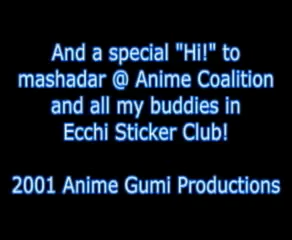 And a special "Hi!" to
mashadar @ Anime Coalition
and all my buddies in
Ecchi Sticker Club!
2001 Anime Gumi Productions